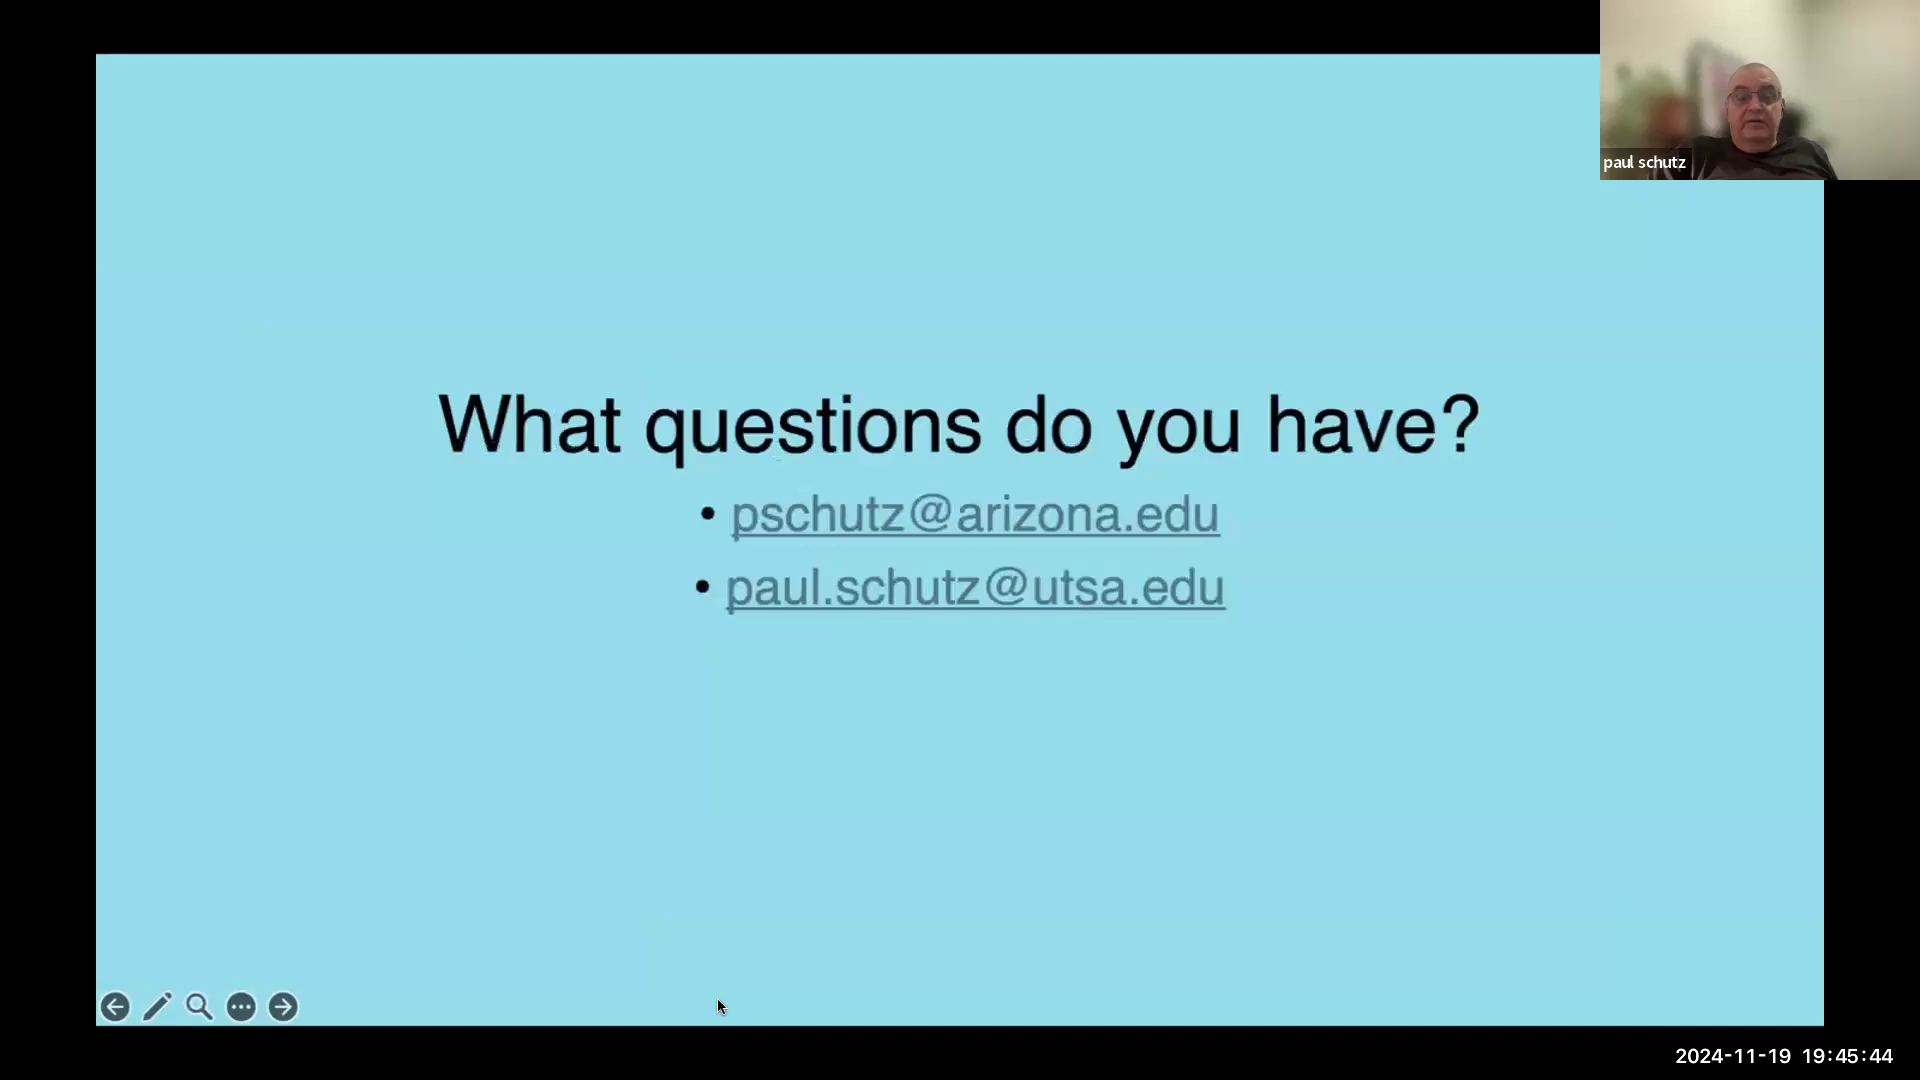 paul schutz
What questions do you have?
• pschutz@arizona.edu
• paul.schutz@utsa.edu
2024-11-19 19:45:44